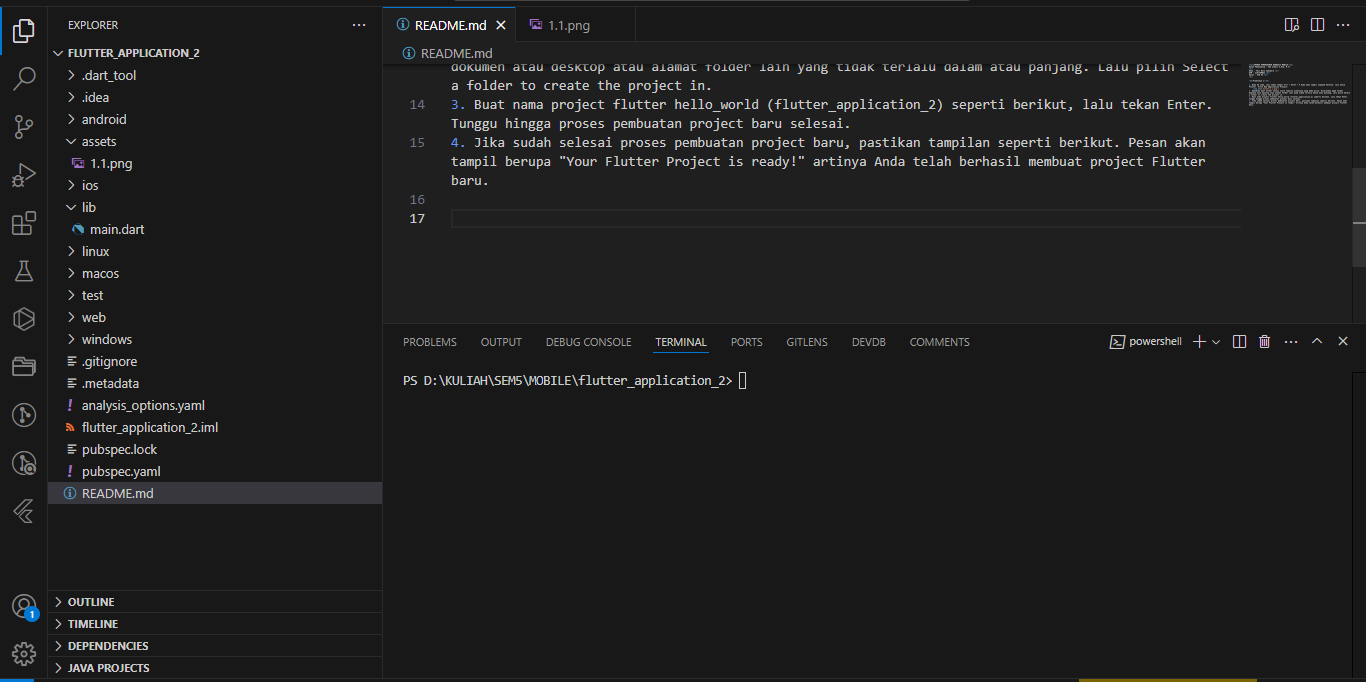 EXPLORER
FLUTTER_APPLICATION_2
.dart_tool
.idea
android
assets
1.1.png
ios
lib
main.dart
linux
macos
test
web
windows
.gitignore
.metadata
analysis_options.yaml
flutter_application_2.iml
pubspec.lock
pubspec.yaml
README.md
OUTLINE
TIMELINE
DEPENDENCIES
JAVA PROJECTS
1
README.md
1.1.png
README.md
dokumen atau desktop atau alamat folder lain yang tidak terlalu dalam atau panjang. Lalu pilih Select
a folder to create the project in.
14 3. Buat nama project flutter hello_world (flutter_application_2) seperti berikut, lalu tekan Enter.
Tunggu hingga proses pembuatan project baru selesai.
15 4. Jika sudah selesai proses pembuatan project baru, pastikan tampilan seperti berikut. Pesan akan
tampil berupa "Your Flutter Project is ready!" artinya Anda telah berhasil membuat project Flutter
baru.
16
17
PROBLEMS OUTPUT DEBUG CONSOLE TERMINAL PORTS GITLENS DEVDB COMMENTS
powershell
PS D:\KULIAH\SEM5\MOBILE\flutter_application_2>